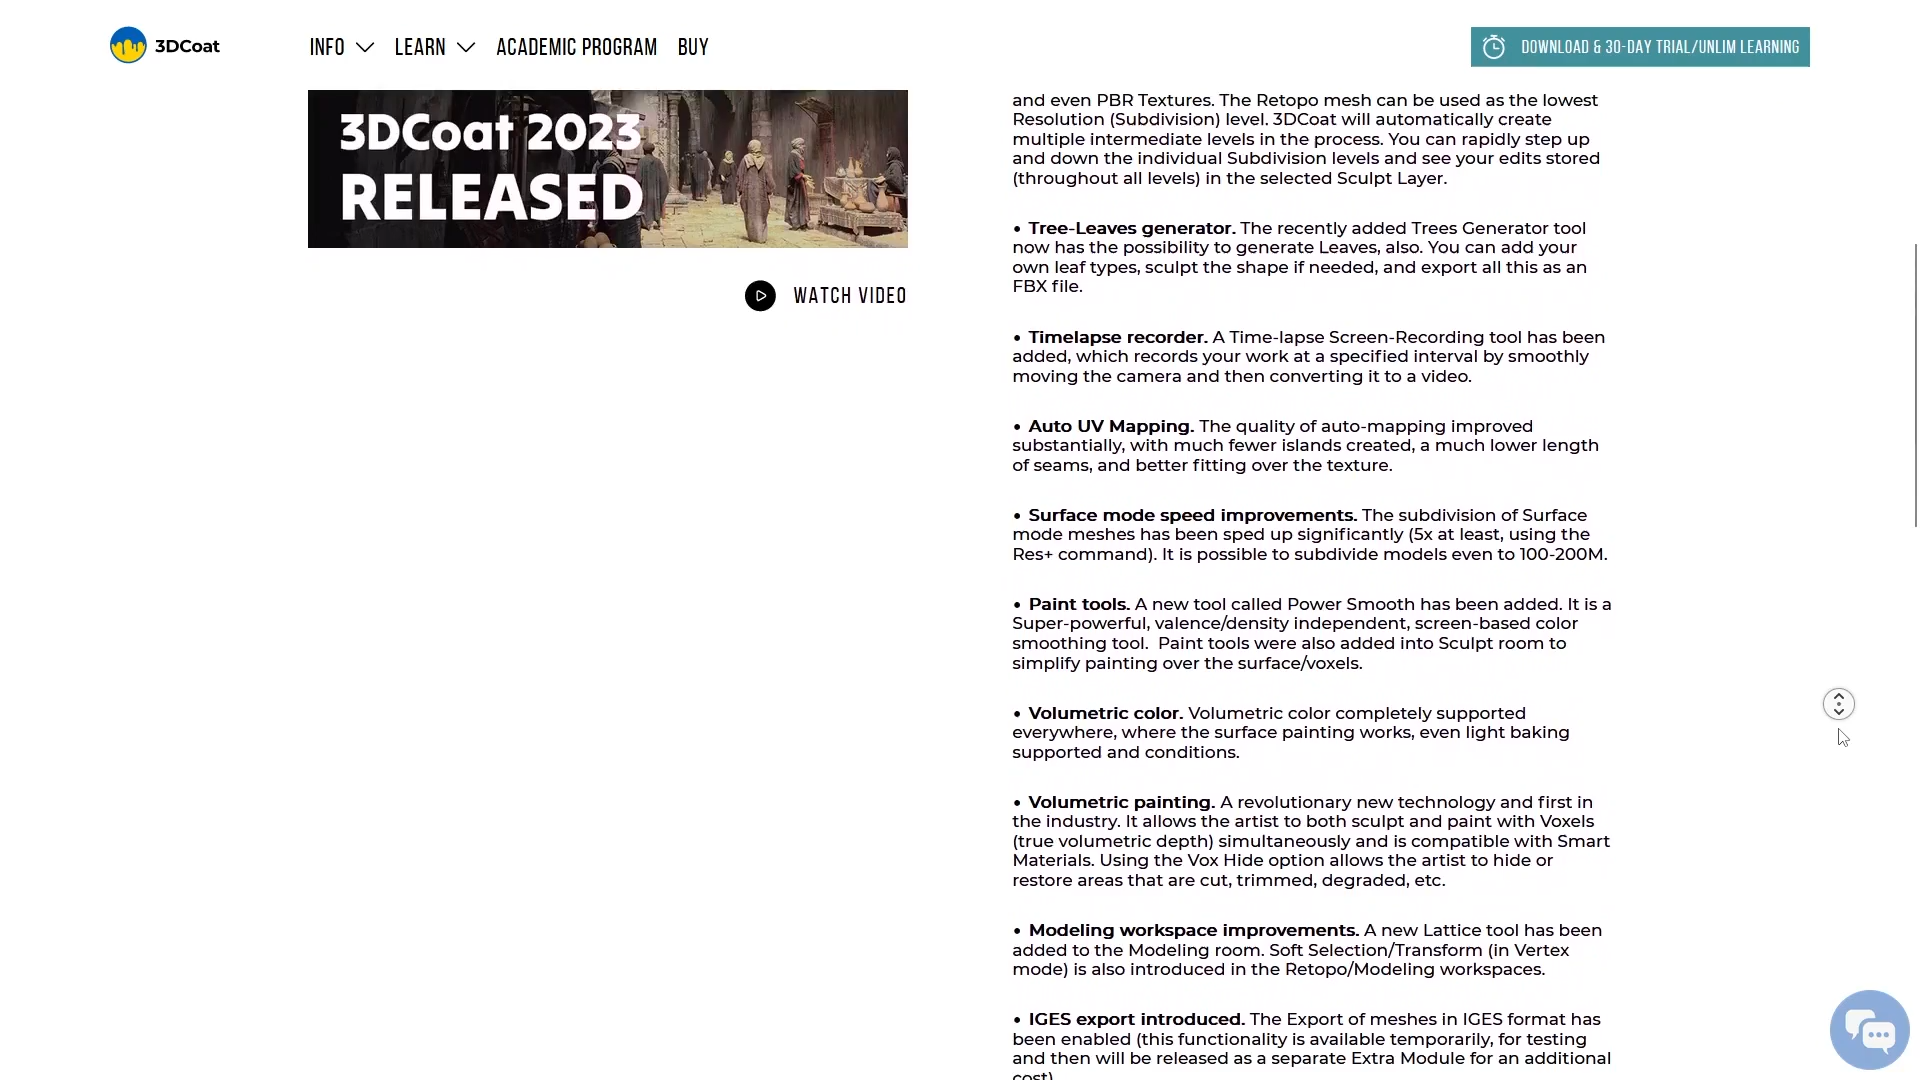 3DCoat
INFO
LEARN
ACADEMIC PROGRAM
BUY
DOWNLOAD & 30-DAY TRIAL/UNLIM LEARNING
3DCoat 2023
RELEASED
WATCH VIDEO
and even PBR Textures. The Retopo mesh can be used as the lowest
Resolution (Subdivision) level. 3DCoat will automatically create
multiple intermediate levels in the process. You can rapidly step up
and down the individual Subdivision levels and see your edits stored
(throughout all levels) in the selected Sculpt Layer.
• Tree-Leaves generator. The recently added Trees Generator tool
now has the possibility to generate Leaves, also. You can add your
own leaf types, sculpt the shape if needed, and export all this as an
FBX file.
• Timelapse recorder. A Time-lapse Screen-Recording tool has been
added, which records your work at a specified interval by smoothly
moving the camera and then converting it to a video.
• Auto UV Mapping. The quality of auto-mapping improved
substantially, with much fewer islands created, a much lower length
of seams, and better fitting over the texture.
• Surface mode speed improvements. The subdivision of Surface
mode meshes has been sped up significantly (5x at least, using the
Res+ command). It is possible to subdivide models even to 100-200M.
• Paint tools. A new tool called Power Smooth has been added. It is a
Super-powerful, valence/density independent, screen-based color
smoothing tool.  Paint tools were also added into Sculpt room to
simplify painting over the surface/voxels.
• Volumetric color. Volumetric color completely supported
everywhere, where the surface painting works, even light baking
supported and conditions.
• Volumetric painting. A revolutionary new technology and first in
the industry. It allows the artist to both sculpt and paint with Voxels
(true volumetric depth) simultaneously and is compatible with Smart
Materials. Using the Vox Hide option allows the artist to hide or
restore areas that are cut, trimmed, degraded, etc.
• Modeling workspace improvements. A new Lattice tool has been
added to the Modeling room. Soft Selection/Transform (in Vertex
mode) is also introduced in the Retopo/Modeling workspaces.
• IGES export introduced. The Export of meshes in IGES format has
been enabled (this functionality is available temporarily, for testing
and then will be released as a separate Extra Module for an additional
cost)